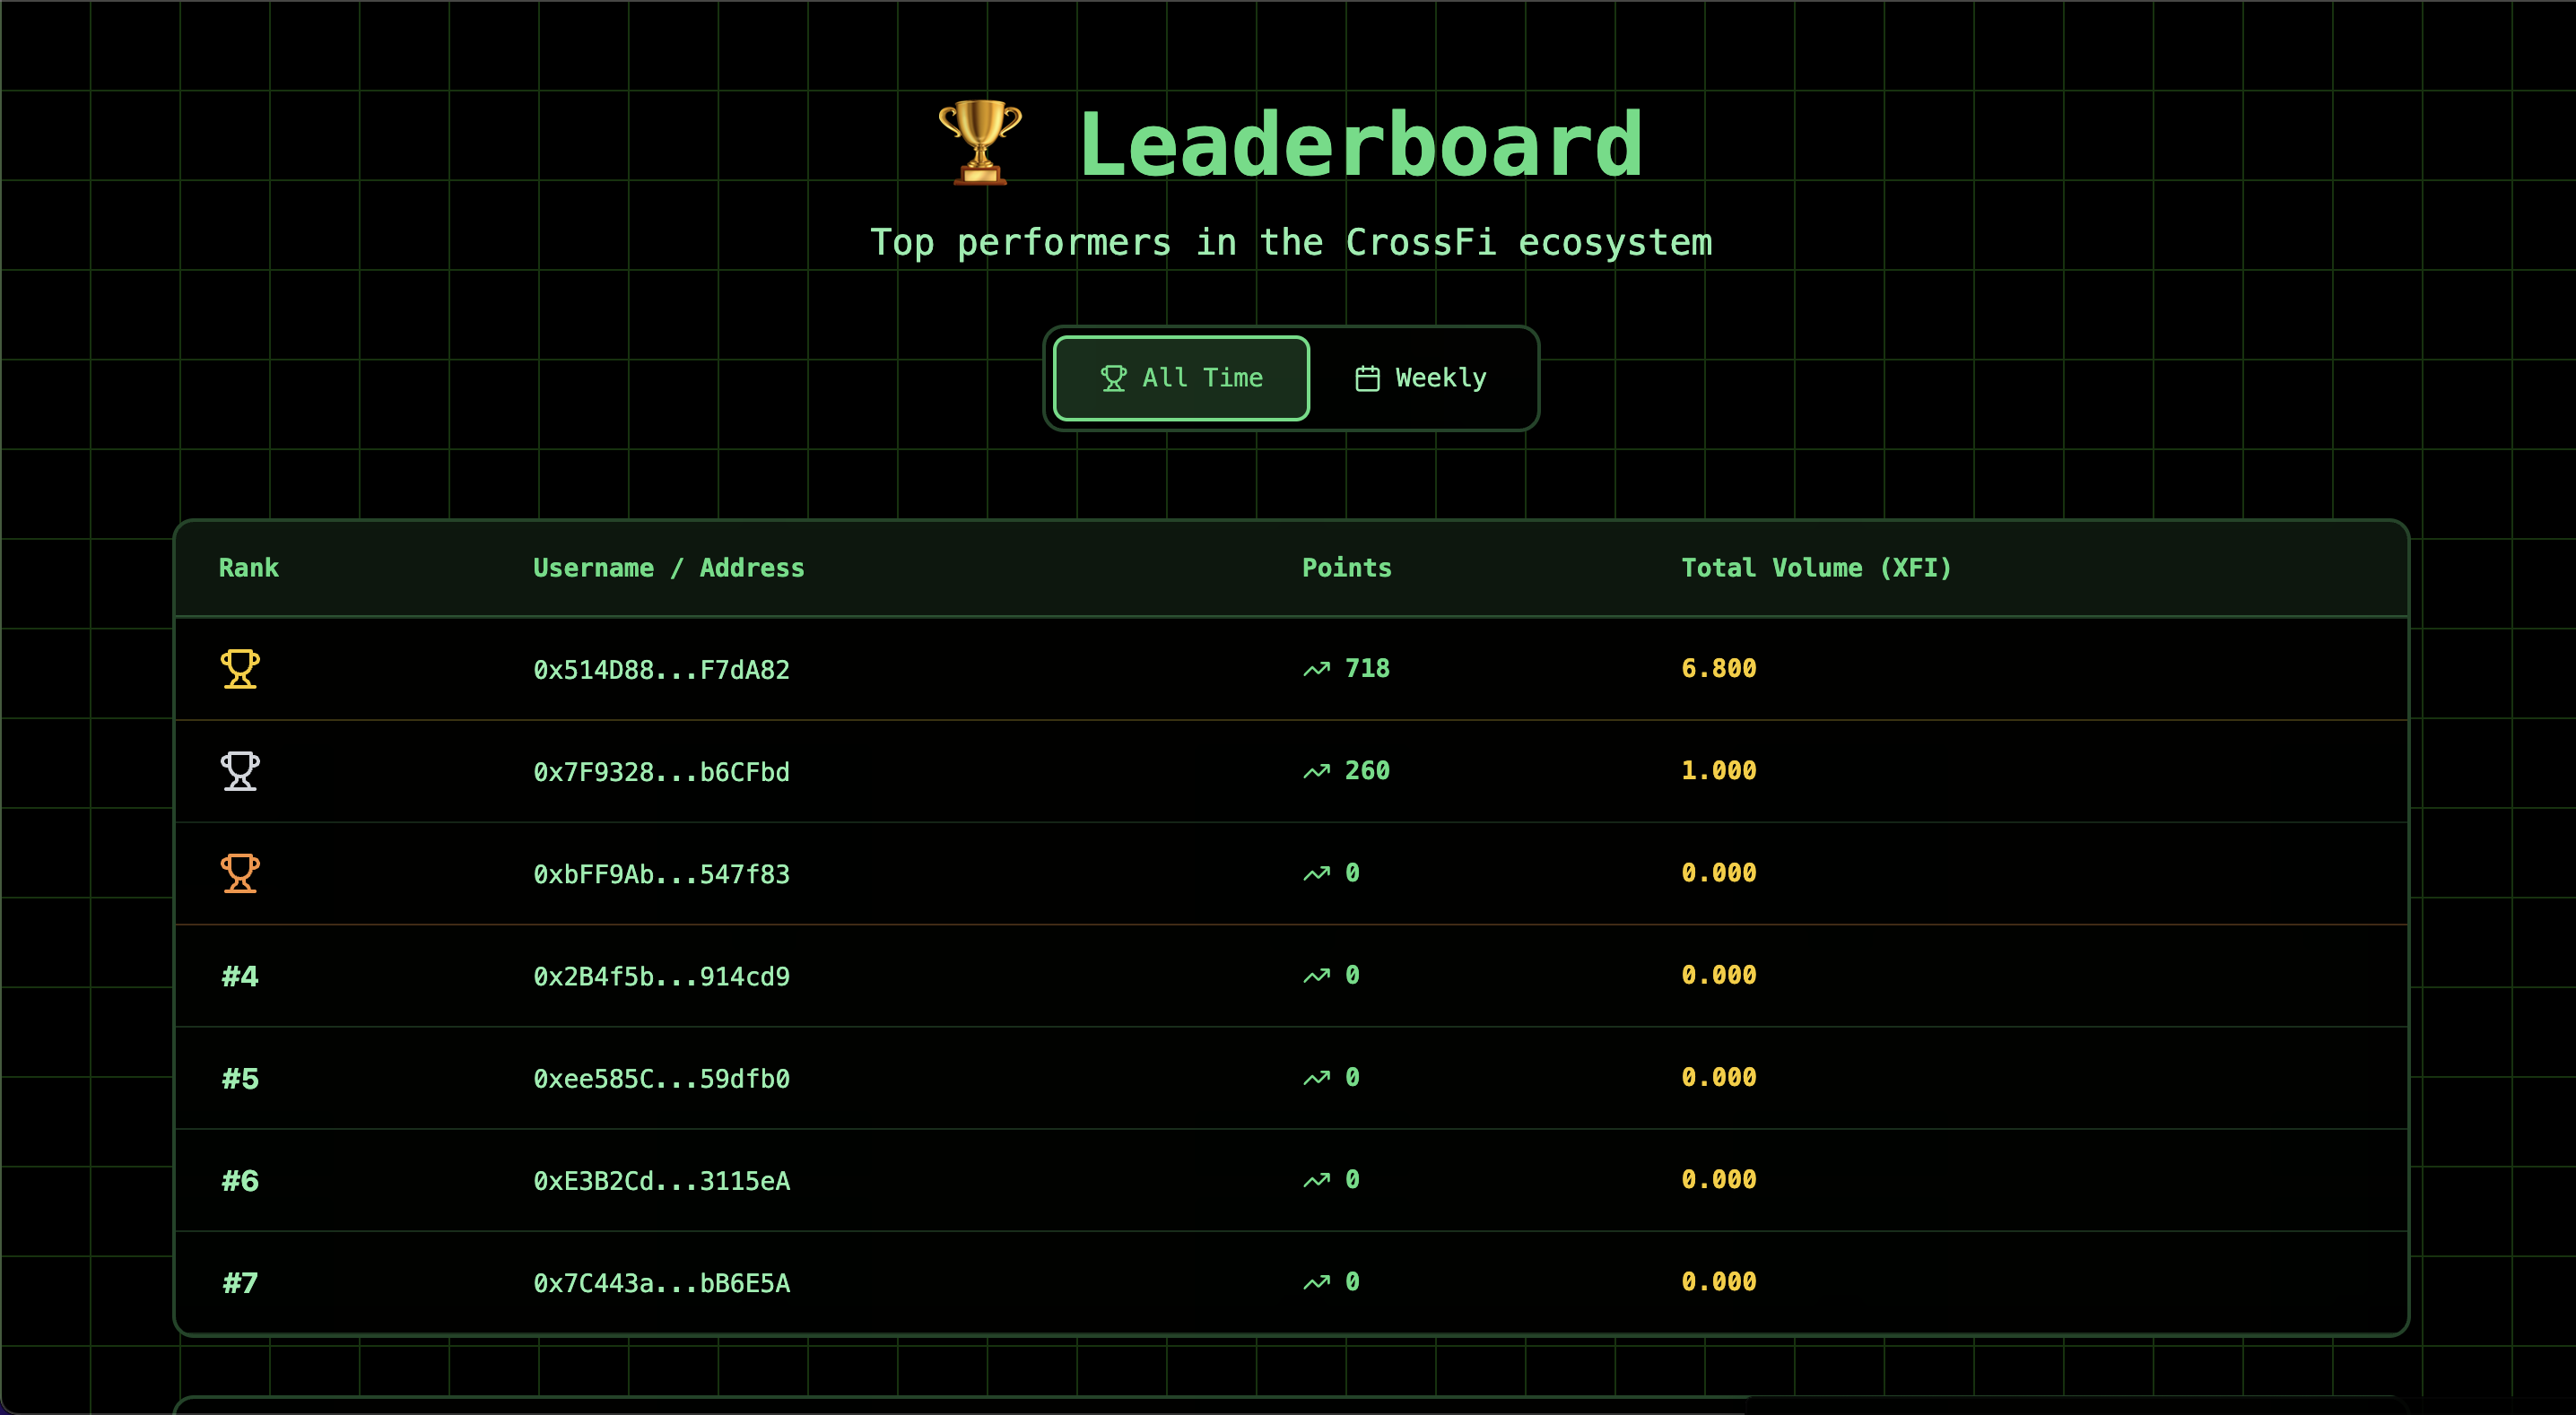 🏆 Leaderboard
Top performers in the CrossFi ecosystem
All Time Weekly
Rank Username / Address Points Total Volume (XFI)
0x514D88...F7dA82 718 6.800
0x7F9328...b6CFbd 260 1.000
0xbFF9Ab...547f83 0 0.000
#4 0x2B4f5b...914cd9 0 0.000
#5 0xee585C...59dfb0 0 0.000
#6 0xE3B2Cd...3115eA 0 0.000
#7 0x7C443a...bB6E5A 0 0.000